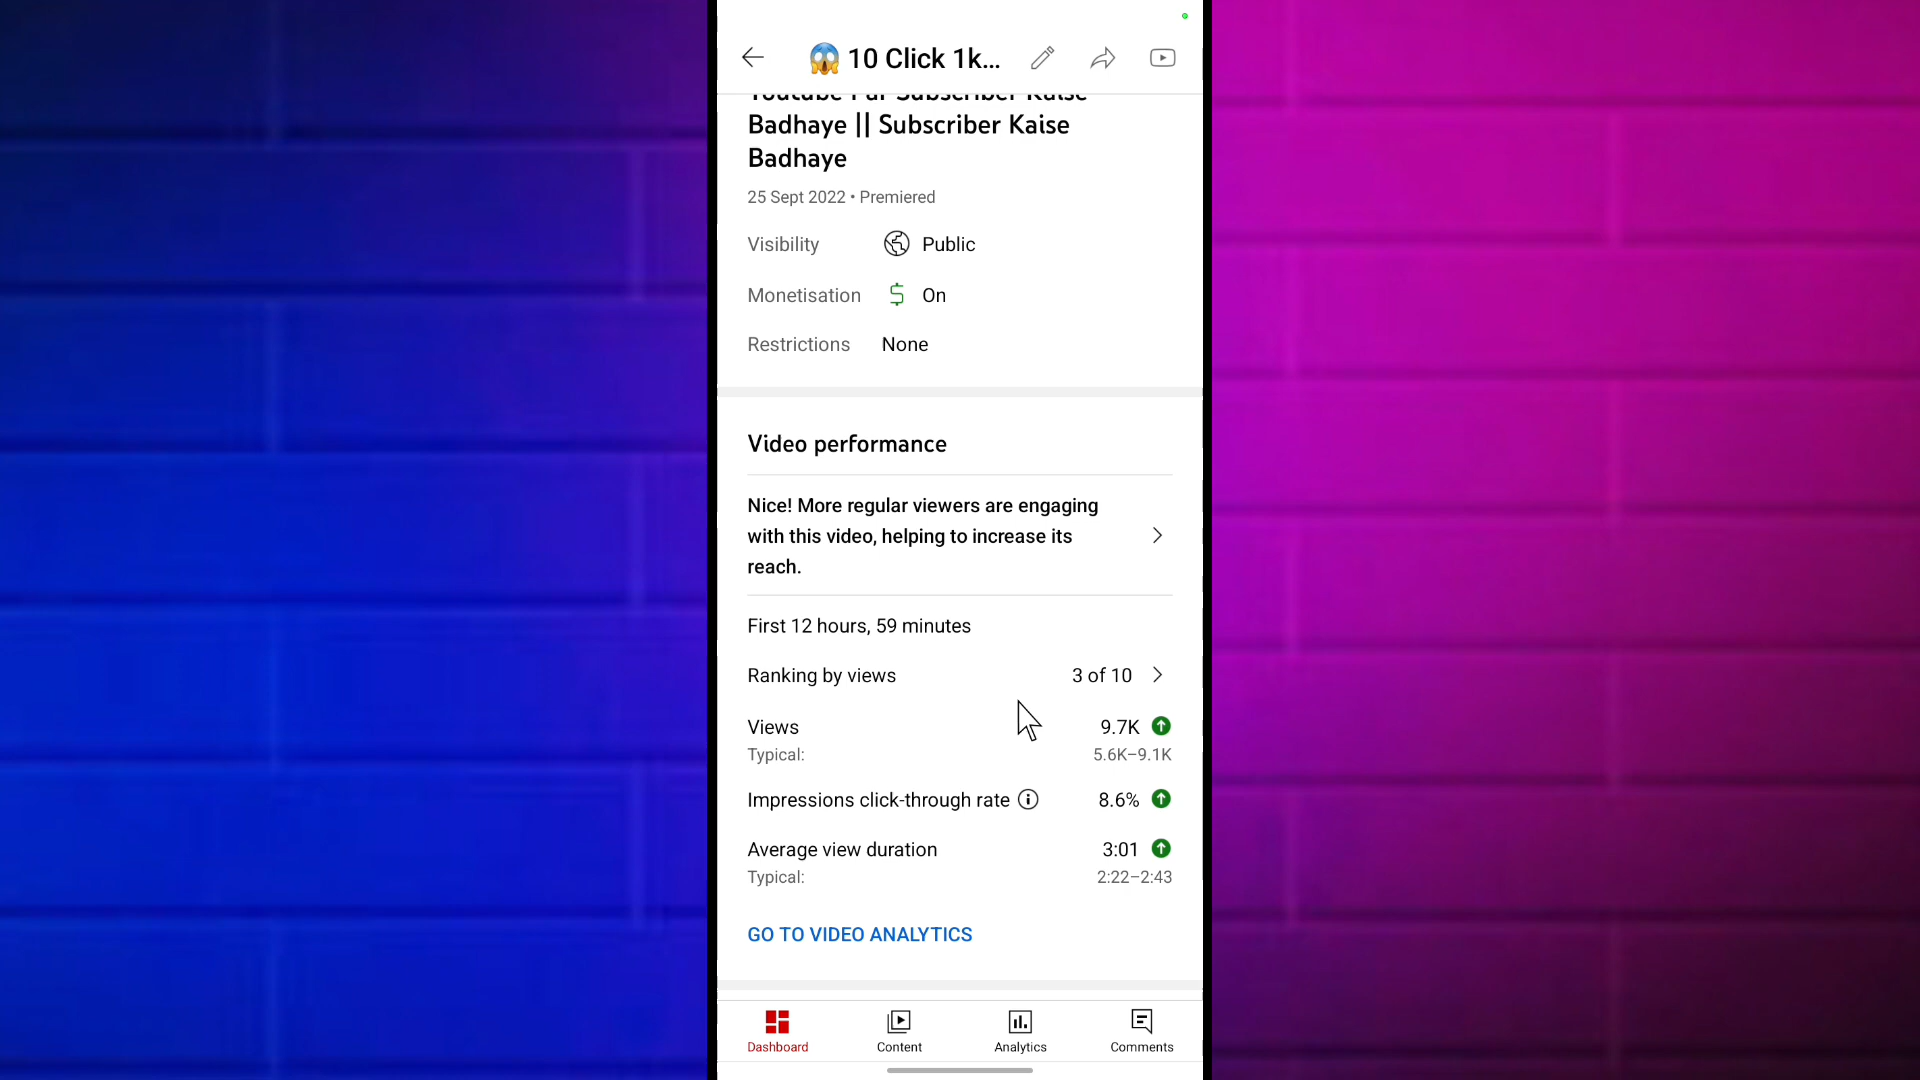 😱 10 Click 1k...
Youtube Par Subscriber Kaise
Badhaye || Subscriber Kaise
Badhaye
25 Sept 2022 • Premiered
Visibility Public
Monetisation On
Restrictions None
Video performance
Nice! More regular viewers are engaging
with this video, helping to increase its
reach.
First 12 hours, 59 minutes
Ranking by views 3 of 10
Views 9.7K
Typical: 5.6K–9.1K
Impressions click-through rate 8.6%
Average view duration 3:01
Typical: 2:22–2:43
GO TO VIDEO ANALYTICS
Dashboard Content Analytics Comments